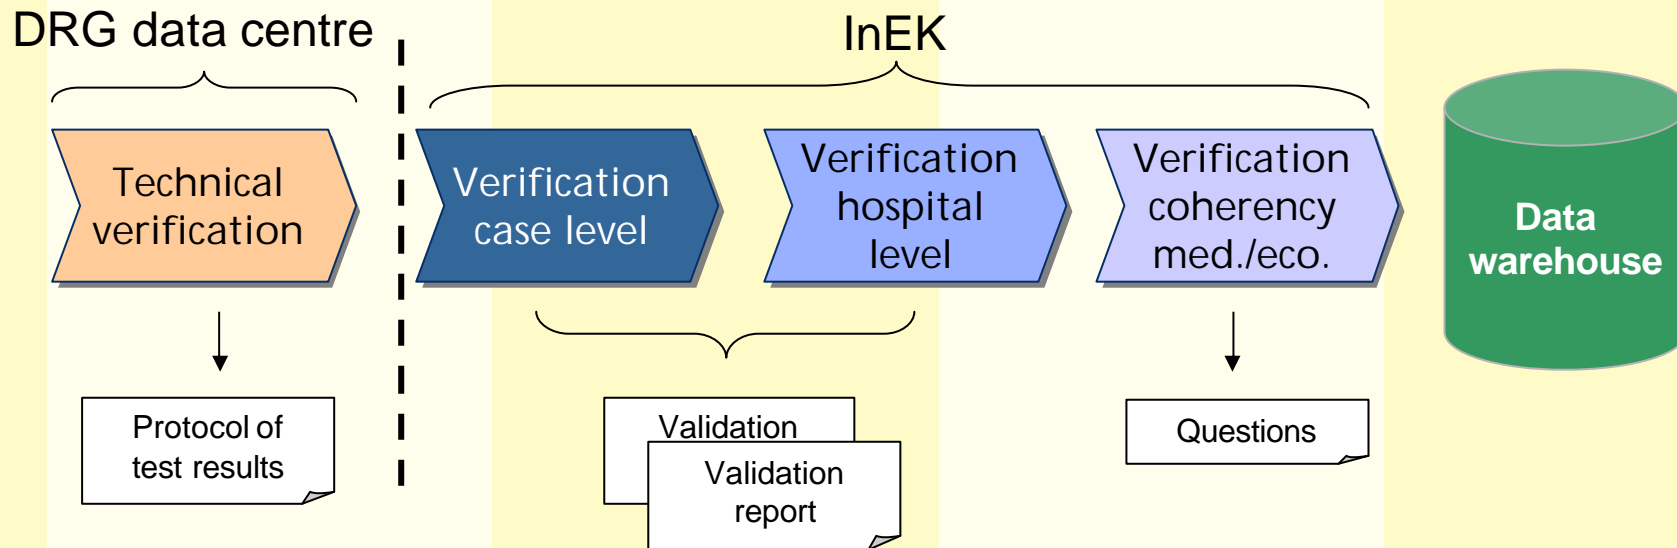 DRG data centre
InEK
Technical
verification
Verification
case level
Verification
hospital
level
Verification
coherency
med./eco.
Data
warehouse
Protocol of
test results
Validation
Validation
report
Questions